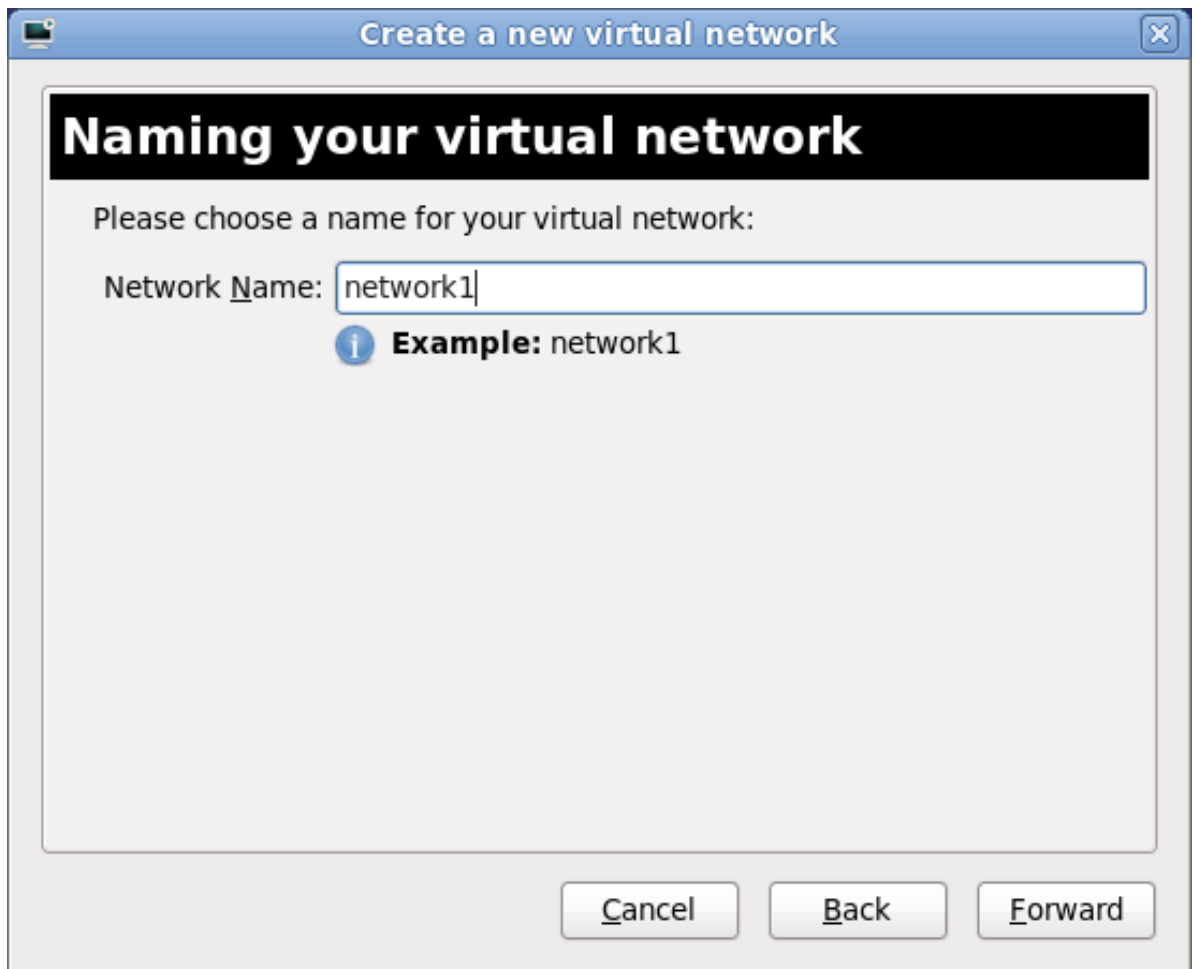 Create a new virtual network
Naming your virtual network
Please choose a name for your virtual network:
Network Name: network1
Example: network1
Cancel Back Forward